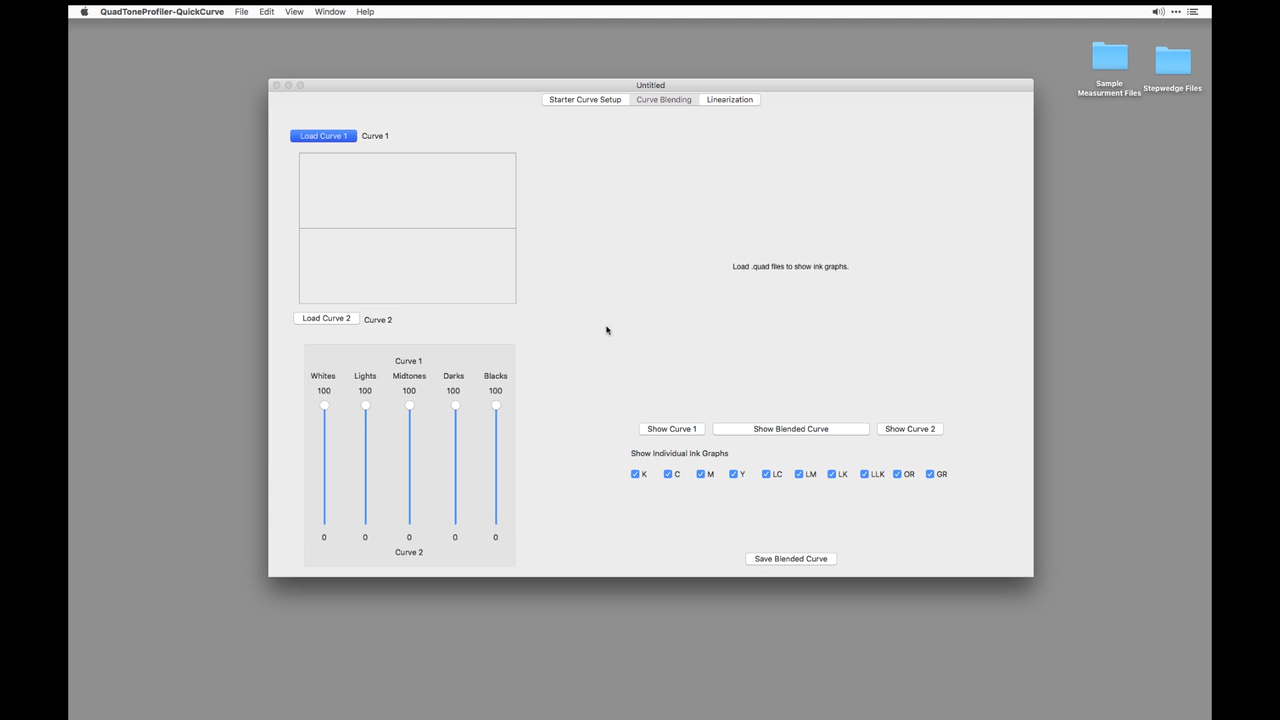 QuadToneProfiler-QuickCurve File Edit View Window Help
Sample
Measurment Files
Stepwedge Files
Untitled
Starter Curve Setup Curve Blending Linearization
Load Curve 1 Curve 1
Load .quad files to show ink graphs.
Load Curve 2 Curve 2
Curve 1
Whites Lights Midtones Darks Blacks
100 100 100 100 100
0 0 0 0 0
Curve 2
Show Curve 1 Show Blended Curve Show Curve 2
Show Individual Ink Graphs
K C M Y LC LM LK LLK OR GR
Save Blended Curve